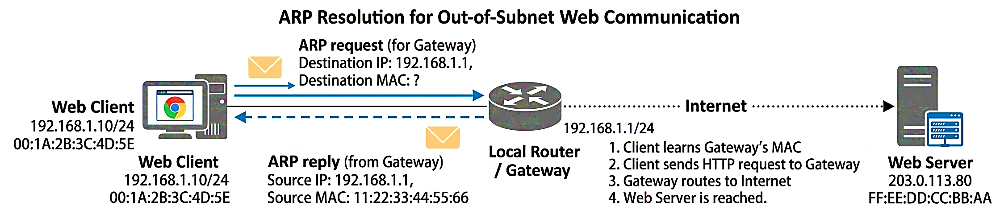 ARP Resolution for Out-of-Subnet Web Communication
ARP request (for Gateway)
Destination IP: 192.168.1.1,
Destination MAC: ?
Web Client
192.168.1.10/24
00:1A:2B:3C:4D:5E
Web Client
192.168.1.10/24
00:1A:2B:3C:4D:5E
ARP reply (from Gateway)
Source IP: 192.168.1.1,
Source MAC: 11:22:33:44:55:66
Local Router
/ Gateway
192.168.1.1/24
Internet
1. Client learns Gateway’s MAC
2. Client sends HTTP request to Gateway
3. Gateway routes to Internet
4. Web Server is reached.
Web Server
203.0.113.80
FF:EE:DD:CC:BB:AA